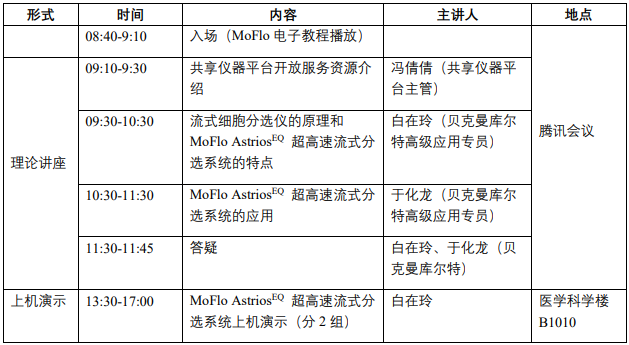 形式 时间 内容 主讲人 地点
08:40-9:10 入场（MoFlo 电子教程播放）
理论讲座
09:10-9:30 共享仪器平台开放服务资源介
绍
冯倩倩（共享仪器平
台主管）
09:30-10:30 流式细胞分选仪的原理和
MoFlo Astrios^EQ 超高速流式分
选系统的特点
白在玲（贝克曼库尔
特高级应用专员）
10:30-11:30 MoFlo Astrios^EQ 超高速流式分
选系统的应用
于化龙（贝克曼库尔
特高级应用专员）
11:30-11:45 答疑
白在玲、于化龙（贝
克曼库尔特）
腾讯会议
上机演示 13:30-17:00 MoFlo Astrios^EQ 超高速流式分
选系统上机演示（分 2 组）
白在玲
医学科学楼
B1010